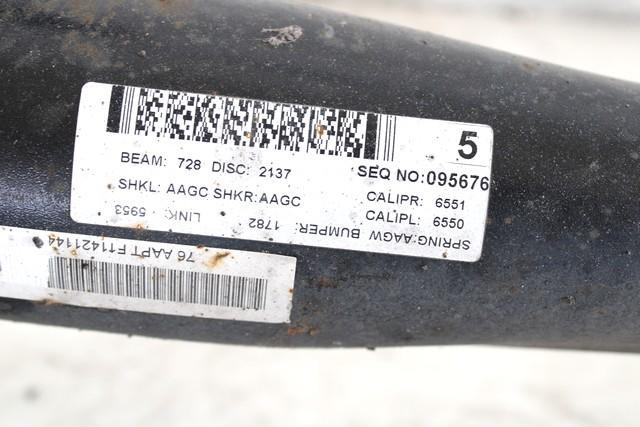 5
BEAM: 728 DISC: 2137
SEQ NO:095676
SHKL: AAGC SHKR:AAGC
CALIPR: 6551
CALIPL: 6550
SPRING:AAGW BUMPER: 1782 LINK: 5953
76 AAPT F11421144